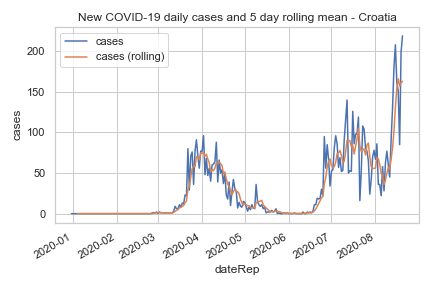 New COVID-19 daily cases and 5 day rolling mean - Croatia
cases
cases (rolling)
200
150
100
50
0
cases
2020-01
2020-02
2020-03
2020-04
2020-05
2020-06
2020-07
2020-08
dateRep